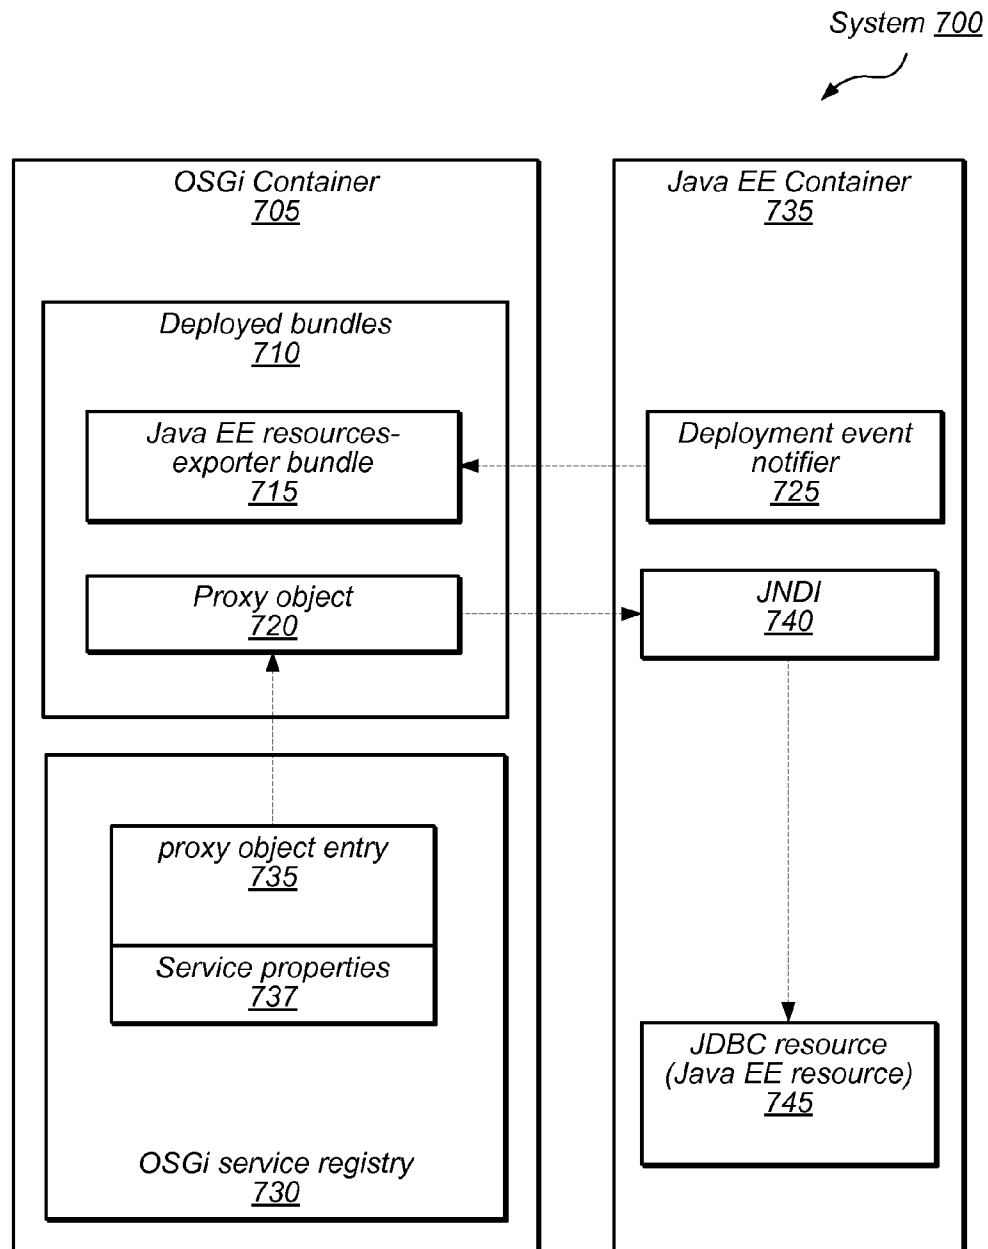 System 700
OSGi Container
705
Java EE Container
735
Deployed bundles
710
Java EE resources-
exporter bundle
715
Deployment event
notifier
725
Proxy object
720
JNDI
740
proxy object entry
735
Service properties
737
JDBC resource
(Java EE resource)
745
OSGi service registry
730